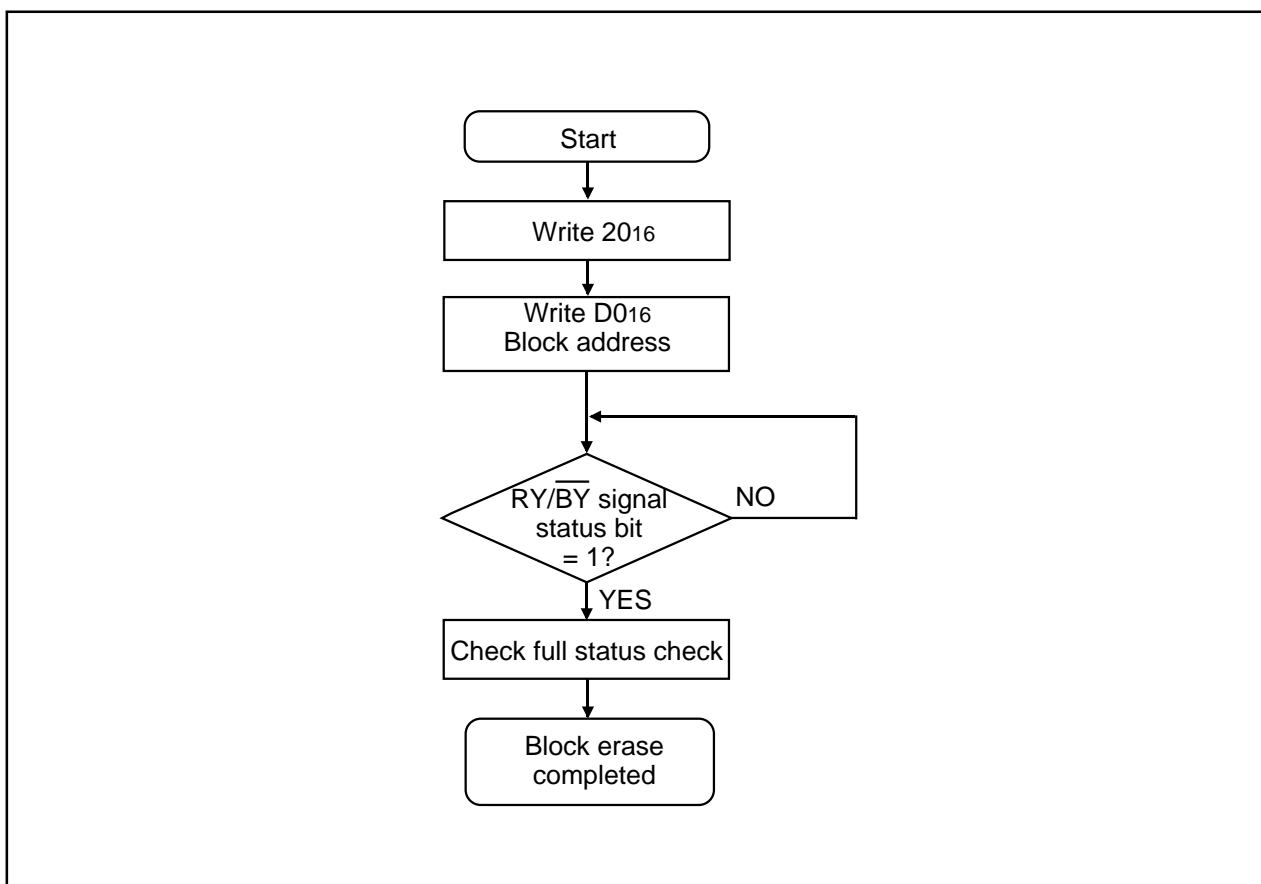 Start
Write 2016
Write D016
Block address
RY/B̅Y̅ signal
status bit
= 1?
NO
YES
Check full status check
Block erase
completed